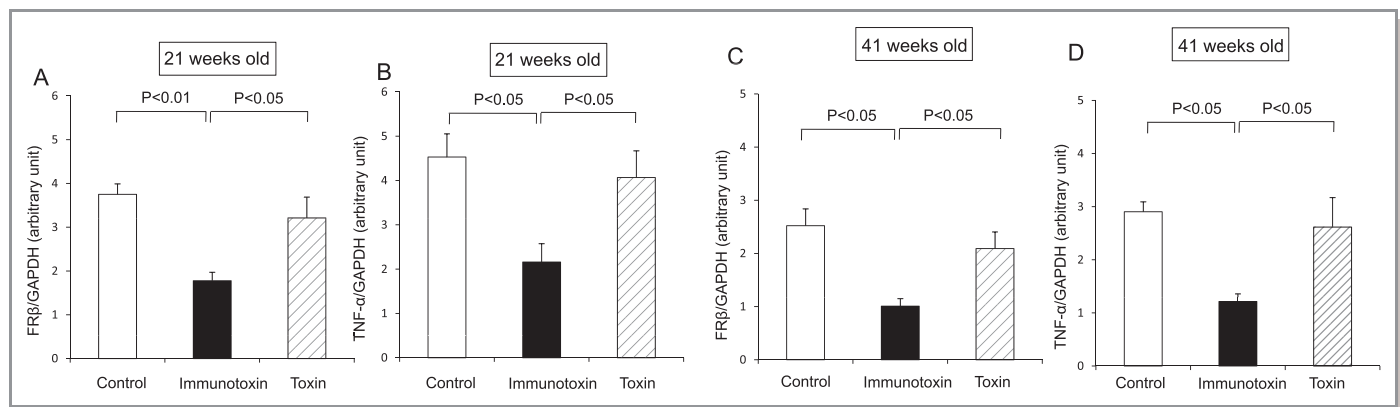 A
21 weeks old
P<0.01
P<0.05
FRβ/GAPDH (arbitrary unit)
6
5
4
3
2
1
0
Control
Immunotoxin
Toxin
B
21 weeks old
P<0.05
P<0.05
TNF-α/GAPDH (arbitrary unit)
6
5
4
3
2
1
0
Control
Immunotoxin
Toxin
C
41 weeks old
P<0.05
P<0.05
FRβ/GAPDH (arbitrary unit)
5
4
3
2
1
0
Control
Immunotoxin
Toxin
D
41 weeks old
P<0.05
P<0.05
TNF-α/GAPDH (arbitrary unit)
5
4
3
2
1
0
Control
Immunotoxin
Toxin